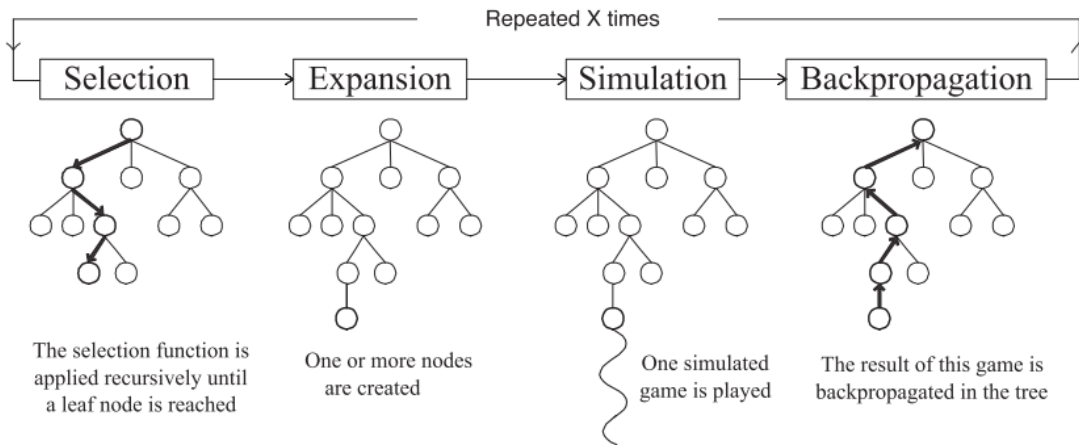 Repeated X times
Selection
Expansion
Simulation
Backpropagation
The selection function is
applied recursively until
a leaf node is reached
One or more nodes
are created
One simulated
game is played
The result of this game is
backpropagated in the tree